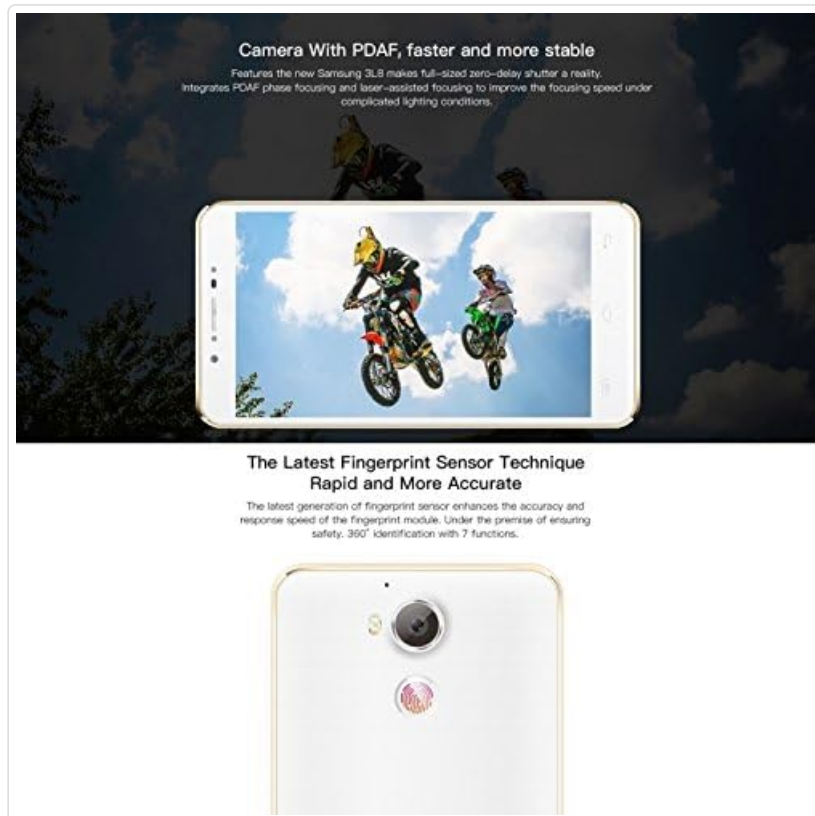 Camera With PDAF, faster and more stable
Features the new Samsung 3L8 makes full-sized zero-delay shutter a reality.
Integrates PDAF phase focusing and laser-assisted focusing to improve the focusing speed under
complicated lighting conditions.
The Latest Fingerprint Sensor Technique
Rapid and More Accurate
The latest generation of fingerprint sensor enhances the accuracy and
response speed of the fingerprint module. Under the premise of ensuring
safety. 360° identification with 7 functions.